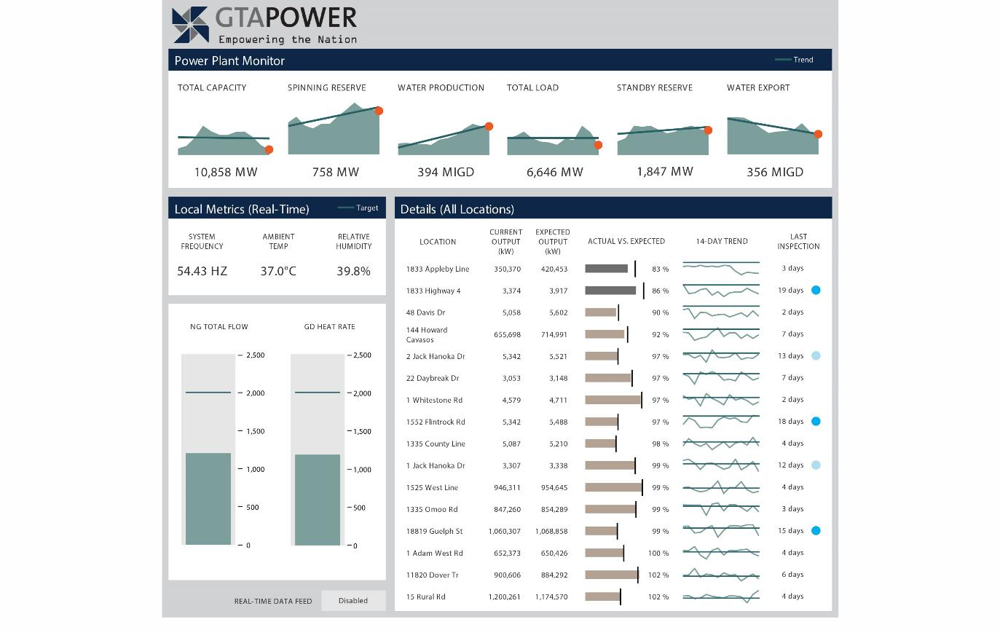 GTAPOWER
Empowering the Nation
Power Plant Monitor
Trend
TOTAL CAPACITY
SPINNING RESERVE
WATER PRODUCTION
TOTAL LOAD
STANDBY RESERVE
WATER EXPORT
10,858 MW
758 MW
394 MIGD
6,646 MW
1,847 MW
356 MIGD
Local Metrics (Real-Time)
Target
SYSTEM
FREQUENCY
AMBIENT
TEMP
RELATIVE
HUMIDITY
54.43 HZ
37.0°C
39.8%
NG TOTAL FLOW
2,500
2,000
1,500
1,000
500
0
GD HEAT RATE
2,500
2,000
1,500
1,000
500
0
REAL-TIME DATA FEED
Disabled
Details (All Locations)
LOCATION
CURRENT
OUTPUT
(kW)
EXPECTED
OUTPUT
(kW)
ACTUAL VS. EXPECTED
14-DAY TREND
LAST
INSPECTION
1833 Appleby Line 350,370 420,453 83 % 3 days
1833 Highway 4 3,374 3,917 86 % 19 days
48 Davis Dr 5,058 5,602 90 % 2 days
144 Howard
Cavasos 655,698 714,991 92 % 7 days
2 Jack Hanoka Dr 5,342 5,521 97 % 13 days
22 Daybreak Dr 3,053 3,148 97 % 7 days
1 Whitestone Rd 4,579 4,711 97 % 2 days
1552 Flintrock Rd 5,342 5,488 97 % 18 days
1335 County Line 5,087 5,210 98 % 4 days
1 Jack Hanoka Dr 3,307 3,338 99 % 12 days
1525 West Line 946,311 954,645 99 % 4 days
1335 Omoo Rd 847,260 854,289 99 % 3 days
18819 Guelph St 1,060,307 1,068,858 99 % 15 days
1 Adam West Rd 652,373 650,426 100 % 4 days
11820 Dover Tr 900,606 884,292 102 % 6 days
15 Rural Rd 1,200,261 1,174,570 102 % 4 days